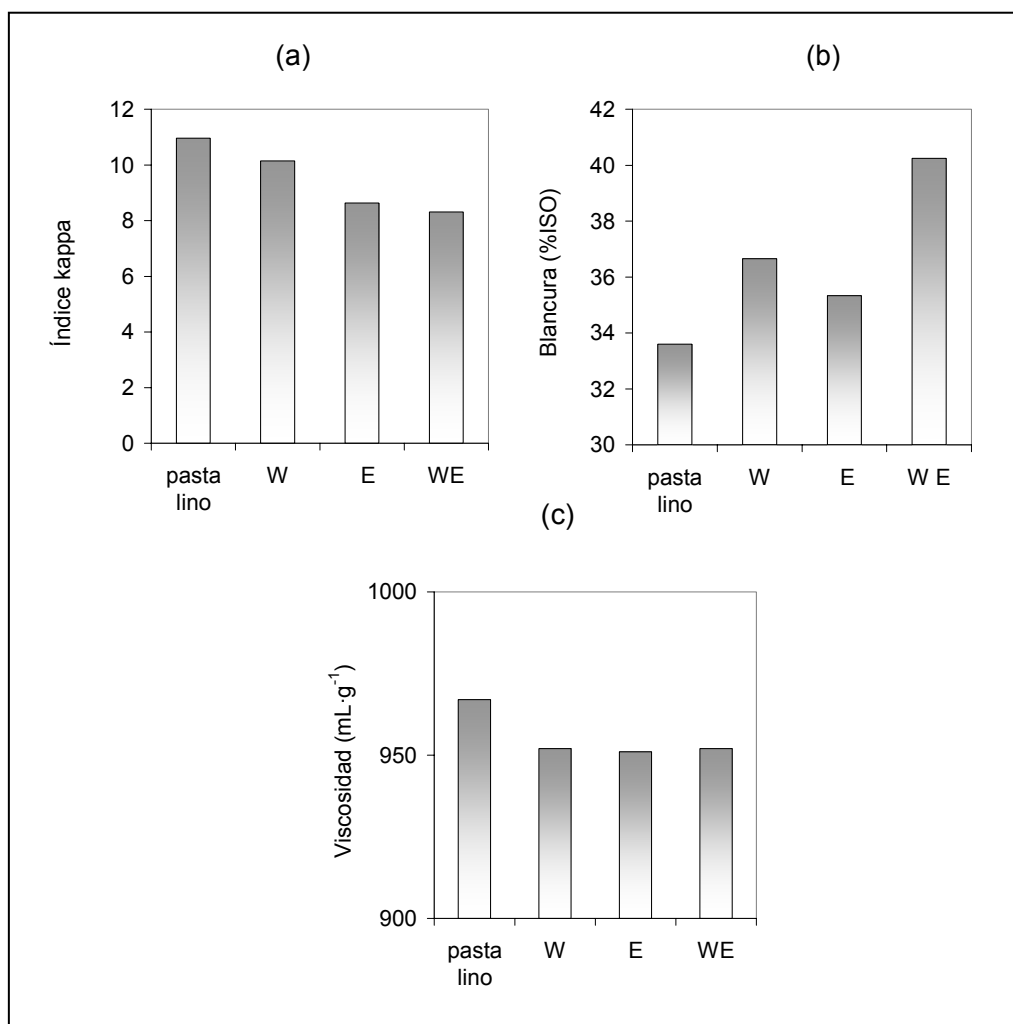 (a)
Índice kappa
12
10
8
6
4
2
0
pasta
lino
W
E
WE
(b)
Blancura (%ISO)
42
40
38
36
34
32
30
pasta
lino
W
E
W E
(c)
Viscosidad (mL·g⁻¹)
1000
950
900
pasta
lino
W
E
WE